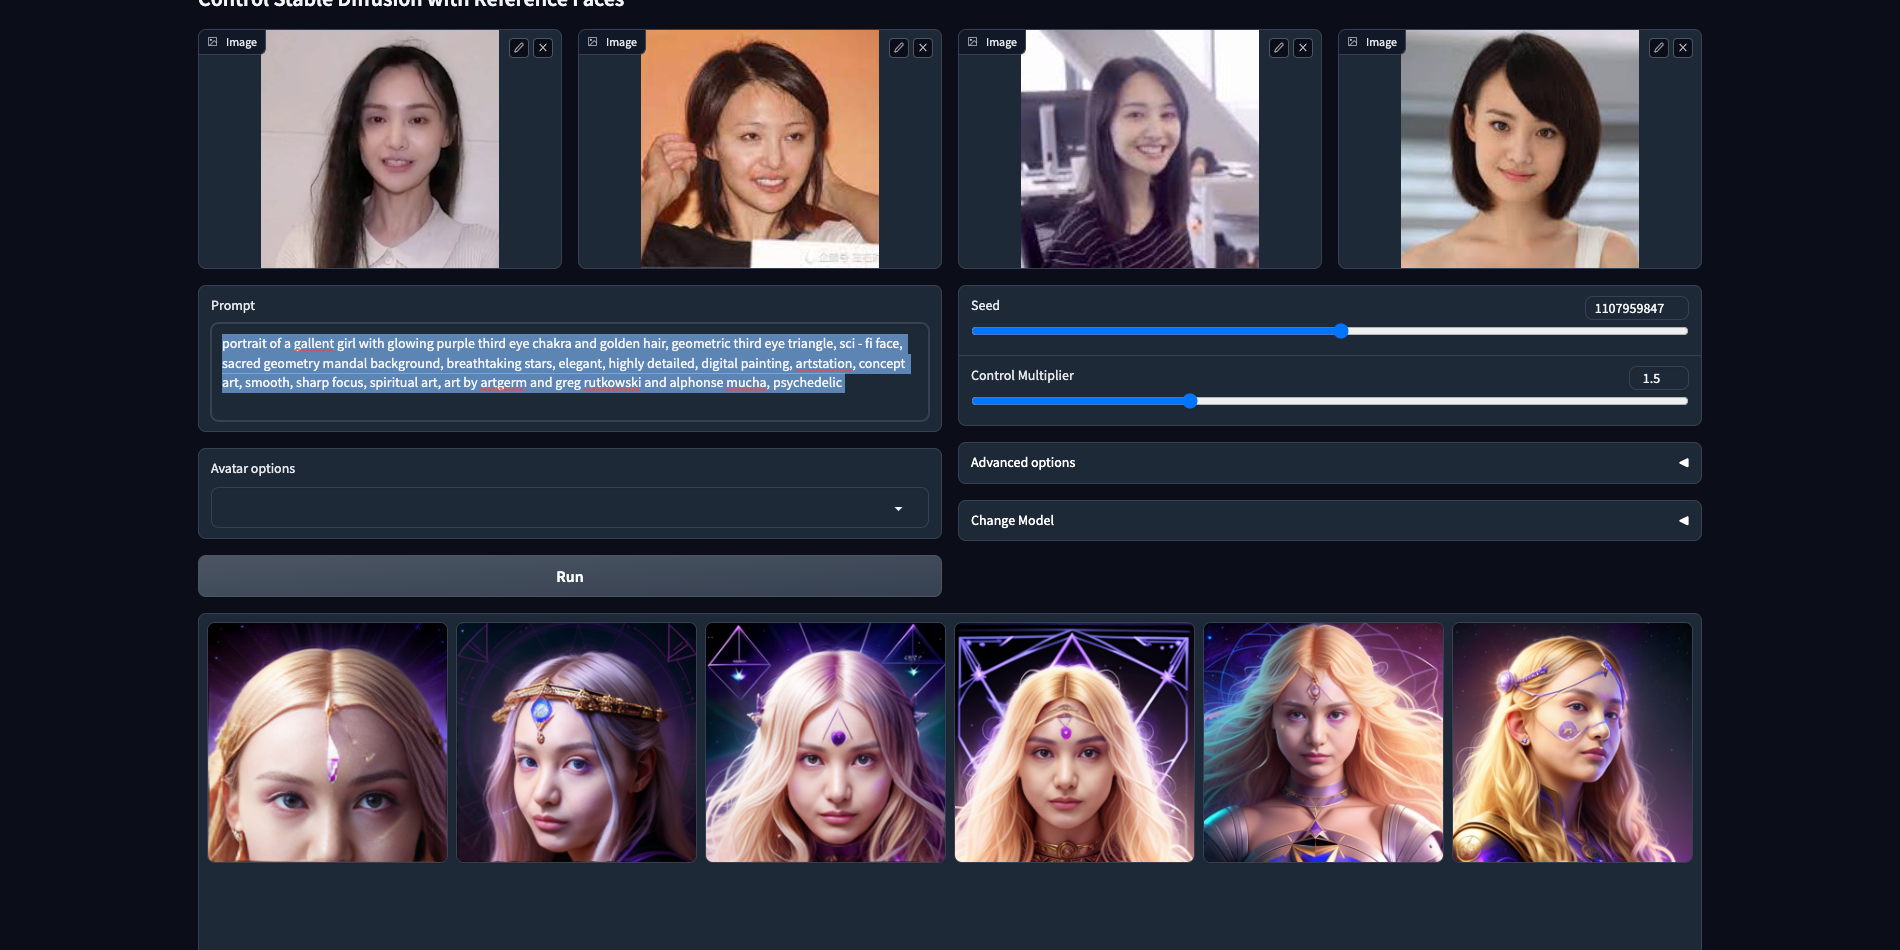 Control Stable Diffusion with Reference Faces
Image
Image
Image
Image
Prompt
portrait of a gallent girl with glowing purple third eye chakra and golden hair, geometric third eye triangle, sci - fi face,
sacred geometry mandal background, breathtaking stars, elegant, highly detailed, digital painting, artstation, concept
art, smooth, sharp focus, spiritual art, art by artgerm and greg rutkowski and alphonse mucha, psychedelic
Seed
1107959847
Control Multiplier
1.5
Avatar options
Advanced options
Change Model
Run